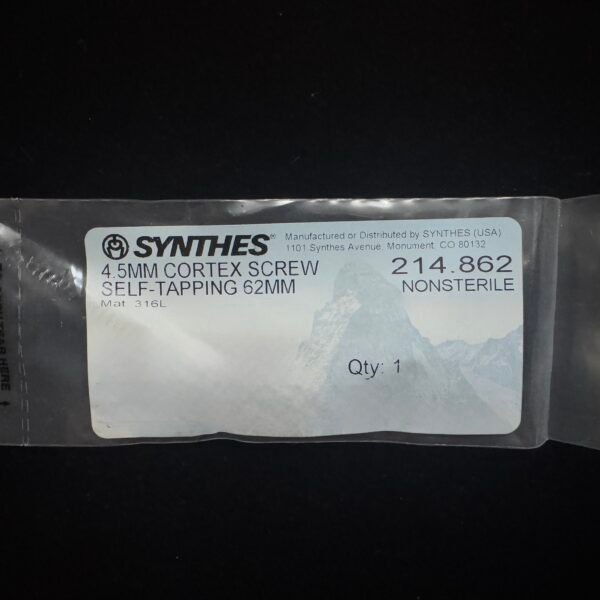 SYNTHES®
Manufactured or Distributed by SYNTHES (USA)
1101 Synthes Avenue, Monument, CO 80132
4.5MM CORTEX SCREW
SELF-TAPPING 62MM
Mat: 316L
214.862
NONSTERILE
Qty: 1
HERE